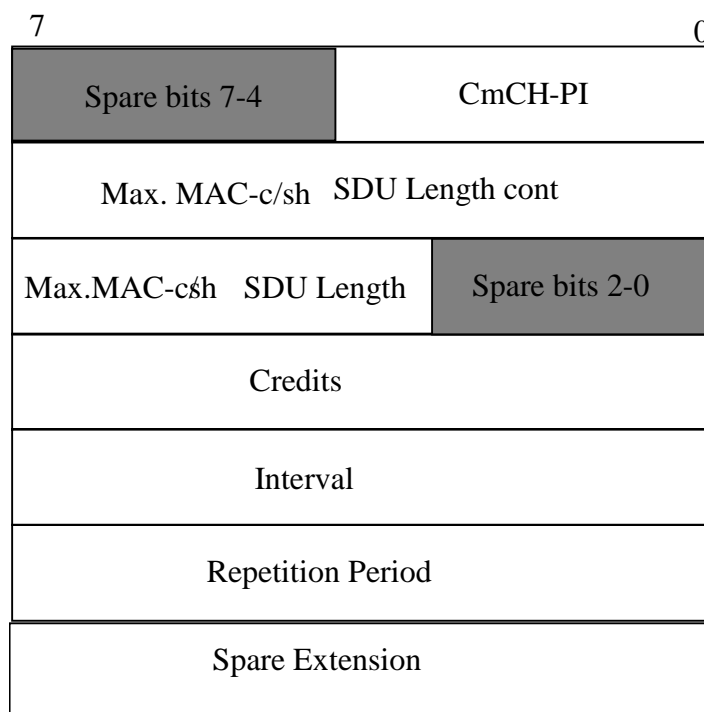 7 0
Spare bits 7-4 CmCH-PI
Max. MAC-c/sh SDU Length cont
Max.MAC-c/sh SDU Length Spare bits 2-0
Credits
Interval
Repetition Period
Spare Extension